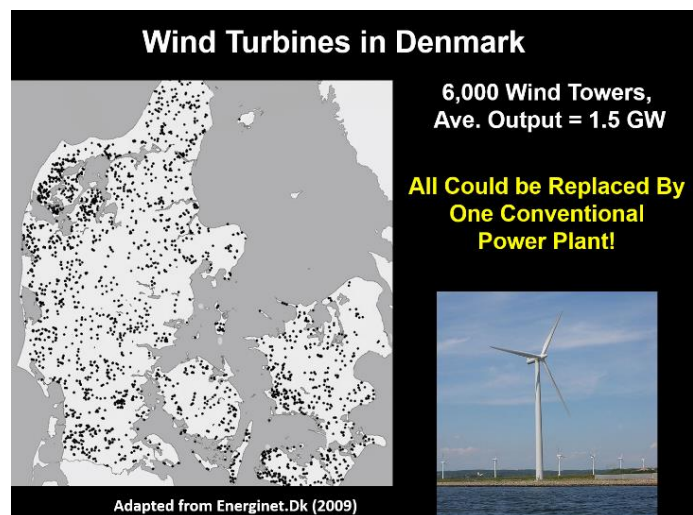 Wind Turbines in Denmark
6,000 Wind Towers,
Ave. Output = 1.5 GW
All Could be Replaced By
One Conventional
Power Plant!
Adapted from Energinet.Dk (2009)